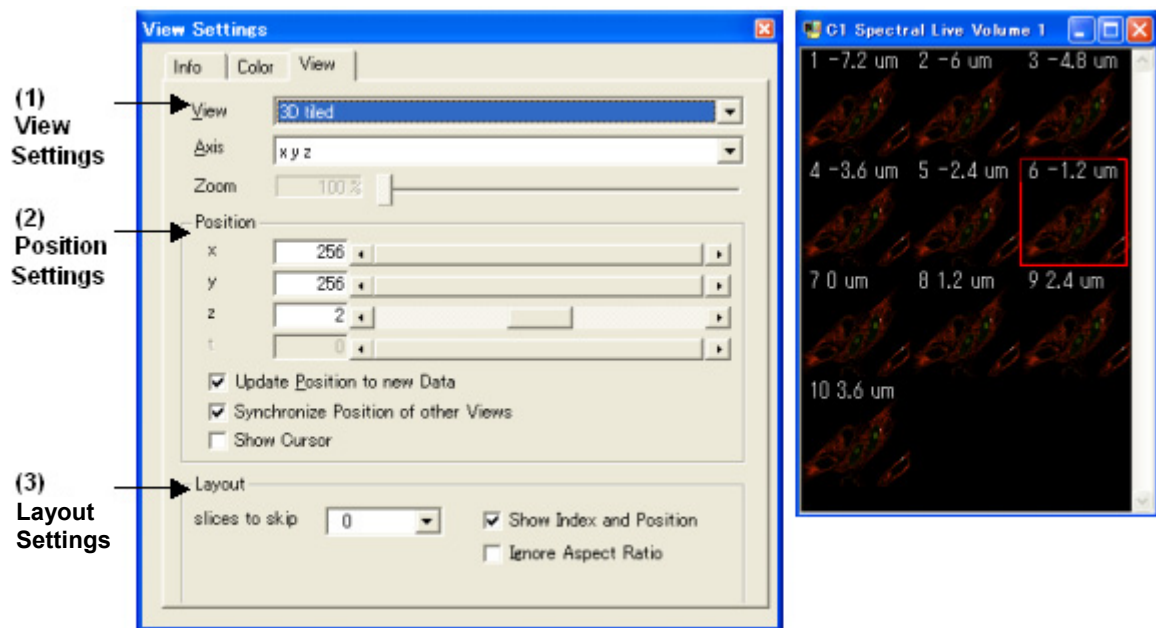 View Settings
Info Color View
(1)
View
Settings
View 3D tiled
Axis x y z
Zoom 100 %
(2)
Position
Settings
Position
x 256
y 256
z 2
t 0
Update Position to new Data
Synchronize Position of other Views
Show Cursor
(3)
Layout
Settings
Layout
slices to skip 0
Show Index and Position
Ignore Aspect Ratio
C1 Spectral Live Volume 1
1 -7.2 um 2 -6 um 3 -4.8 um
4 -3.6 um 5 -2.4 um 6 -1.2 um
7 0 um 8 1.2 um 9 2.4 um
10 3.6 um